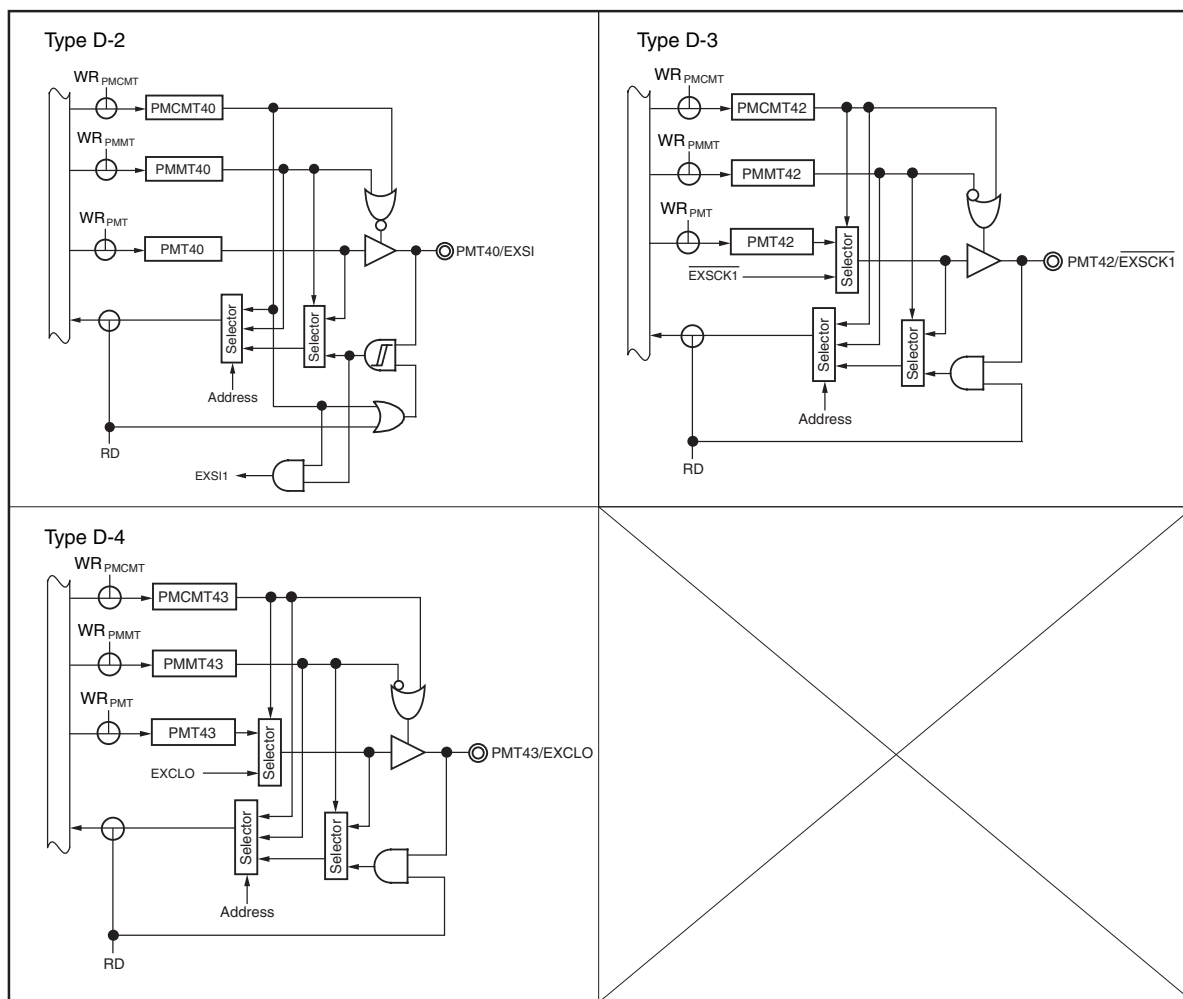 Type D-2
WR PMCMT
PMCMT40
WR PMMT
PMMT40
WR PMT
PMT40
PMT40/EXSI
Selector
Selector
Address
RD
EXSI1
Type D-3
WR PMCMT
PMCMT42
WR PMMT
PMMT42
WR PMT
PMT42
Selector
EXSCK1
PMT42/EXSCK1
Selector
Selector
Address
RD
Type D-4
WR PMCMT
PMCMT43
WR PMMT
PMMT43
WR PMT
PMT43
Selector
EXCLO
PMT43/EXCLO
Selector
Selector
Address
RD